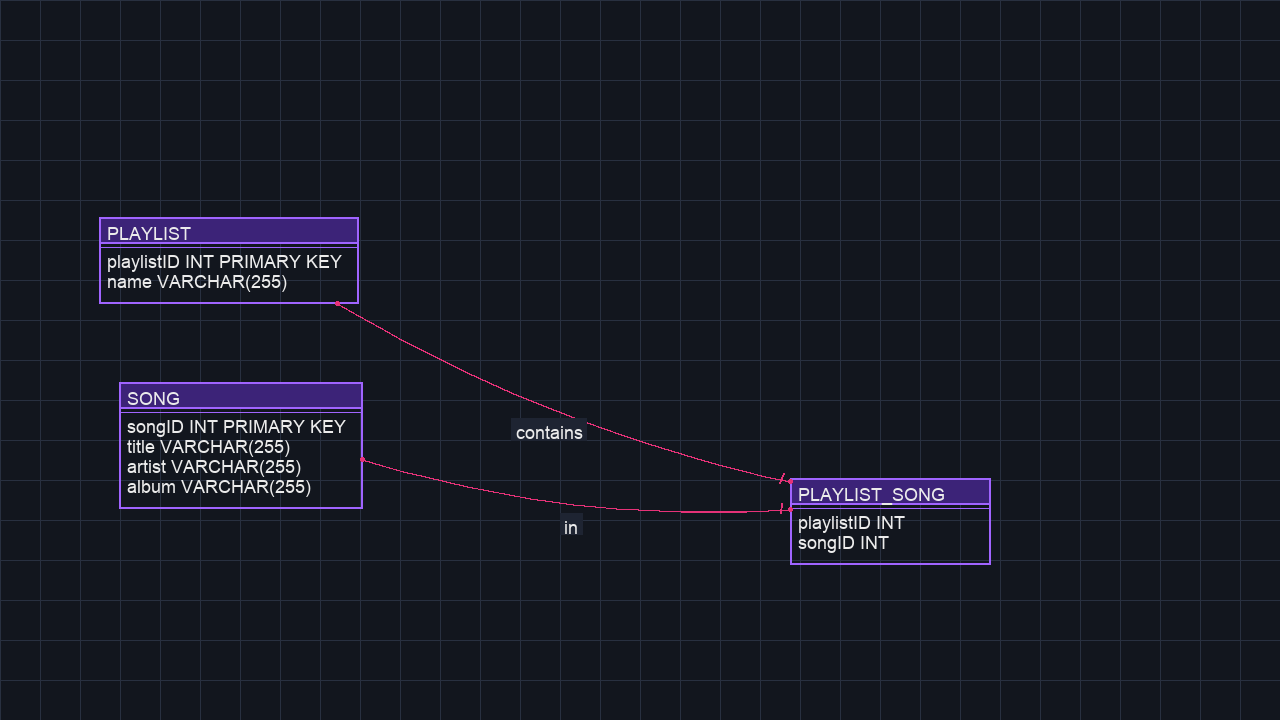 PLAYLIST
playlistID INT PRIMARY KEY
name VARCHAR(255)
SONG
songID INT PRIMARY KEY
title VARCHAR(255)
artist VARCHAR(255)
album VARCHAR(255)
contains
in
PLAYLIST_SONG
playlistID INT
songID INT